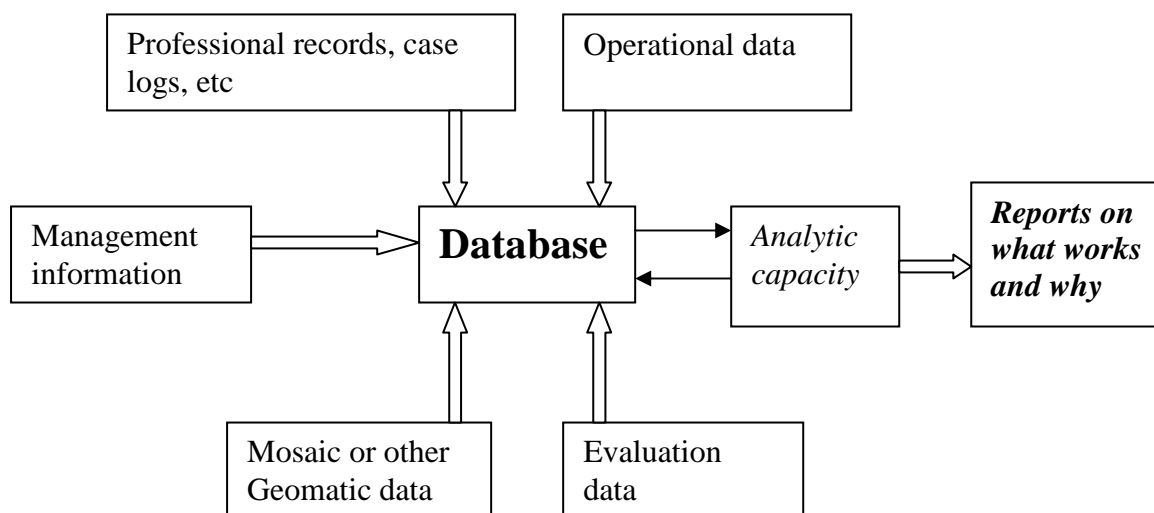 Professional records, case
logs, etc
Operational data
Management
information
Database
Analytic
capacity
Reports on
what works
and why
Mosaic or other
Geomatic data
Evaluation
data